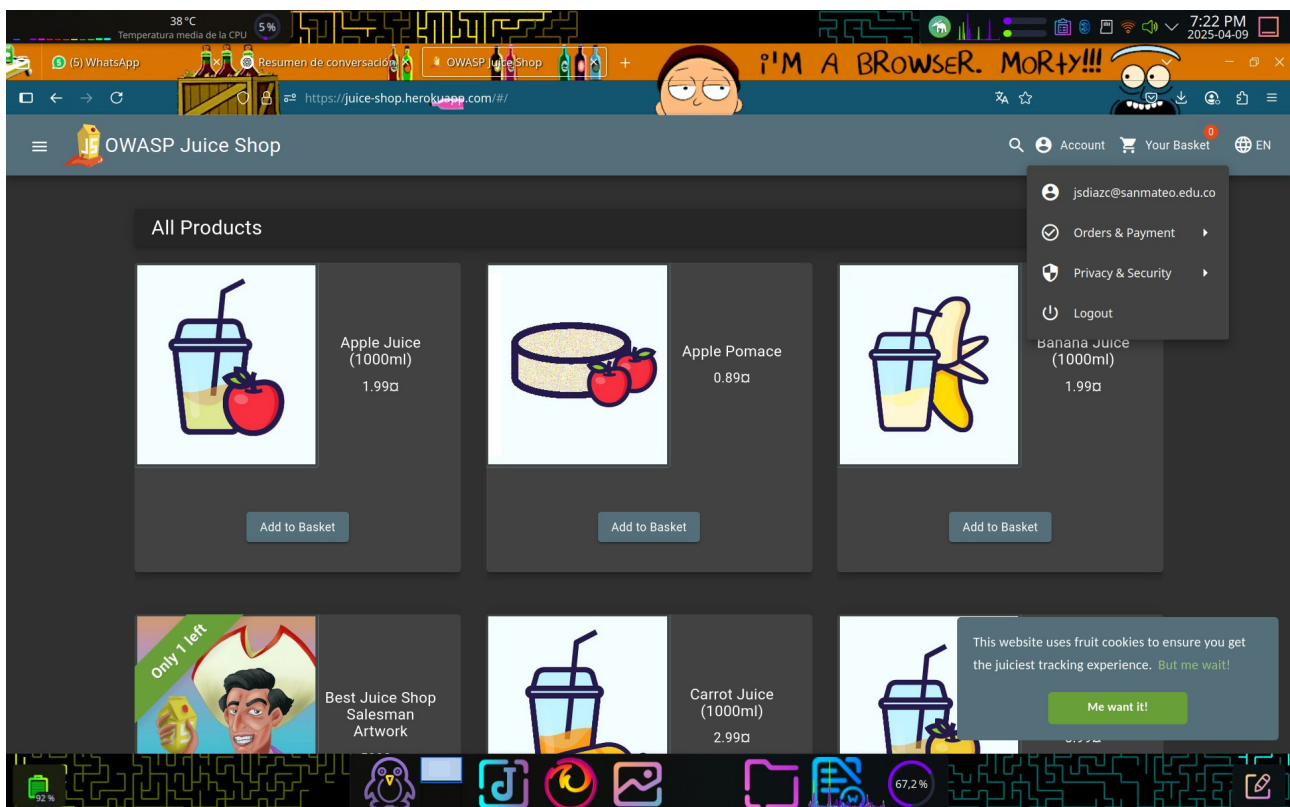 38 °C
Temperatura media de la CPU
5 %
7:22 PM
2025-04-09
(5) WhatsApp
Resumen de conversación
OWASP Juice Shop
i'M A BROWSER. MOR+Y!!!
https://juice-shop.herokuapp.com/#/
JS
OWASP Juice Shop
Account
0
Your Basket
EN
jsdiazc@sanmateo.edu.co
Orders & Payment
Privacy & Security
Logout
All Products
Apple Juice
(1000ml)
1.99¤
Apple Pomace
0.89¤
Banana Juice
(1000ml)
1.99¤
Add to Basket
Add to Basket
Add to Basket
Only 1 left
Best Juice Shop
Salesman
Artwork
Carrot Juice
(1000ml)
2.99¤
This website uses fruit cookies to ensure you get
the juiciest tracking experience. But me wait!
Me want it!
92 %
67,2 %